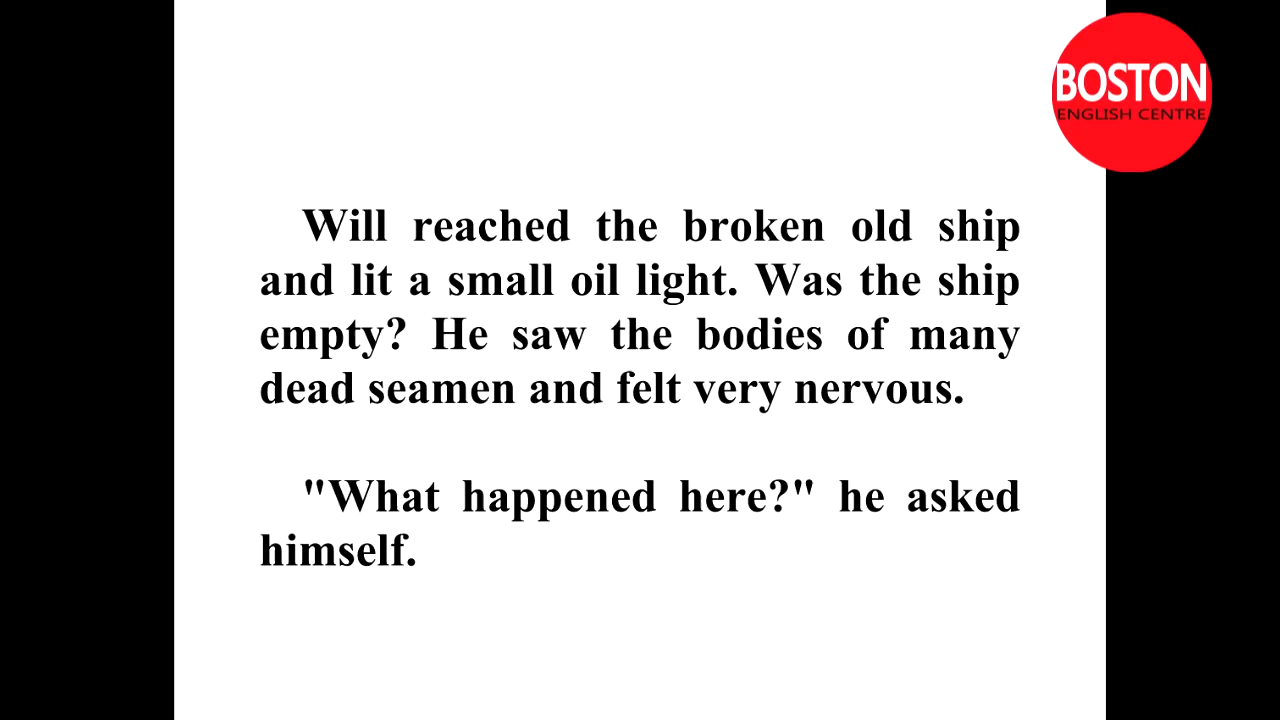 BOSTON
ENGLISH CENTRE
Will reached the broken old ship
and lit a small oil light. Was the ship
empty? He saw the bodies of many
dead seamen and felt very nervous.
"What happened here?" he asked
himself.